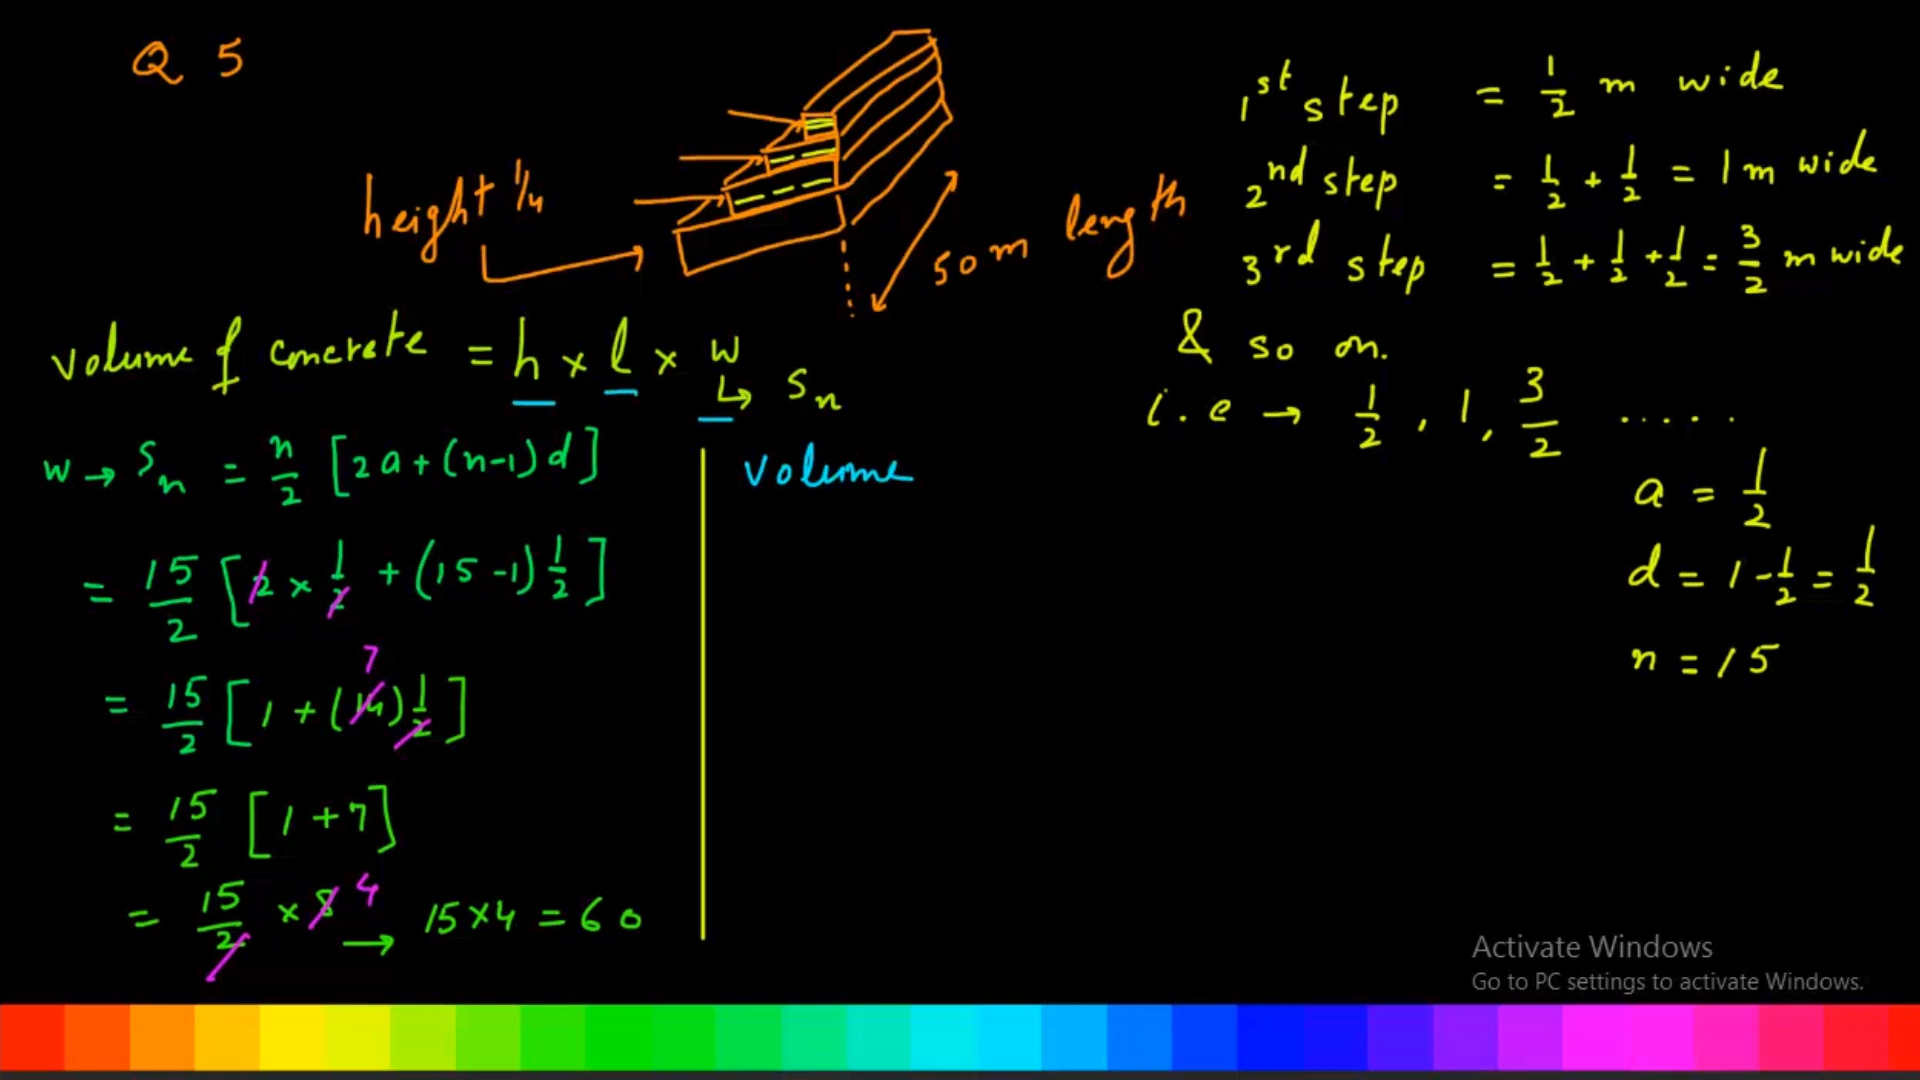 Q 5
height 1/4
50m length
1st step = 1/2 m wide
2nd step = 1/2 + 1/2 = 1m wide
3rd step = 1/2 + 1/2 + 1/2 = 3/2 m wide
& so on.
i.e → 1/2, 1, 3/2 .....
a = 1/2
d = 1 - 1/2 = 1/2
n = 15
Volume of concrete = h × l × w
↳ Sn
w → Sn = n/2 [2a + (n-1)d]
= 15/2 [2 × 1/2 + (15-1) 1/2]
7
= 15/2 [1 + (14) 1/2]
= 15/2 [1 + 7]
= 15/2 × 8 4 → 15×4 = 60
Volume
Activate Windows
Go to PC settings to activate Windows.